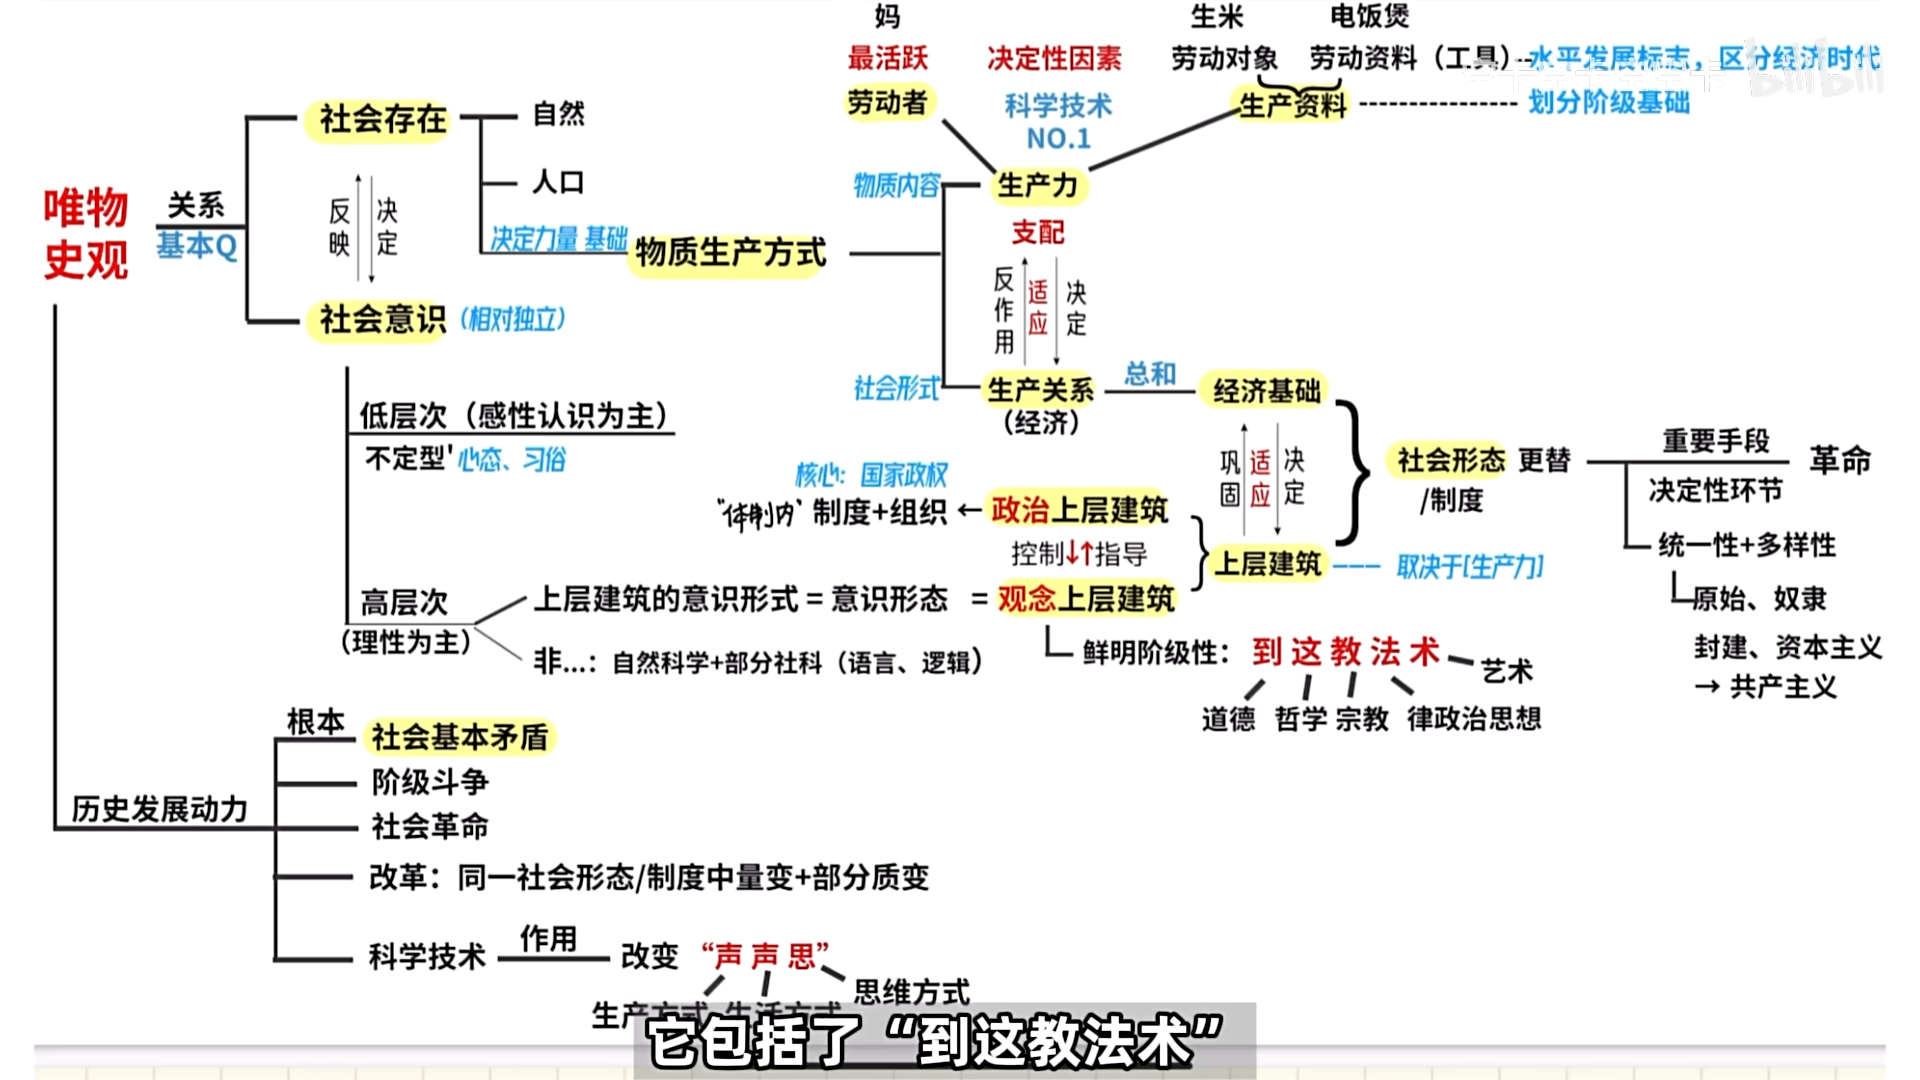 妈
生米
电饭煲
最活跃
决定性因素
劳动对象
劳动资料（工具）
水平发展标志，区分经济时代
bilibili
劳动者
科学技术
NO.1
生产资料
划分阶级基础
社会存在
自然
人口
唯物
史观
关系
基本Q
反映
决定
决定力量 基础
物质生产方式
物质内容
生产力
支配
反作用
适应
决定
社会意识
（相对独立）
社会形式
生产关系
（经济）
总和
经济基础
低层次（感性认识为主）
不定型'
心态、习俗
巩固
适应
决定
社会形态 更替
/制度
重要手段
决定性环节
革命
统一性+多样性
原始、奴隶
封建、资本主义
→ 共产主义
核心：国家政权
“体制内’ 制度+组织 ← 政治上层建筑
控制↓↑指导
上层建筑
取决于[生产力]
高层次
（理性为主）
上层建筑的意识形式 = 意识形态 = 观念上层建筑
非...：自然科学+部分社科（语言、逻辑）
鲜明阶级性：到 这 教 法 术
艺术
道德 哲学 宗教 律政治思想
历史发展动力
根本
社会基本矛盾
阶级斗争
社会革命
改革：同一社会形态/制度中量变+部分质变
科学技术
作用
改变 “声 声 思”
思维方式
生产方式 生活方式
它包括了“到这教法术”